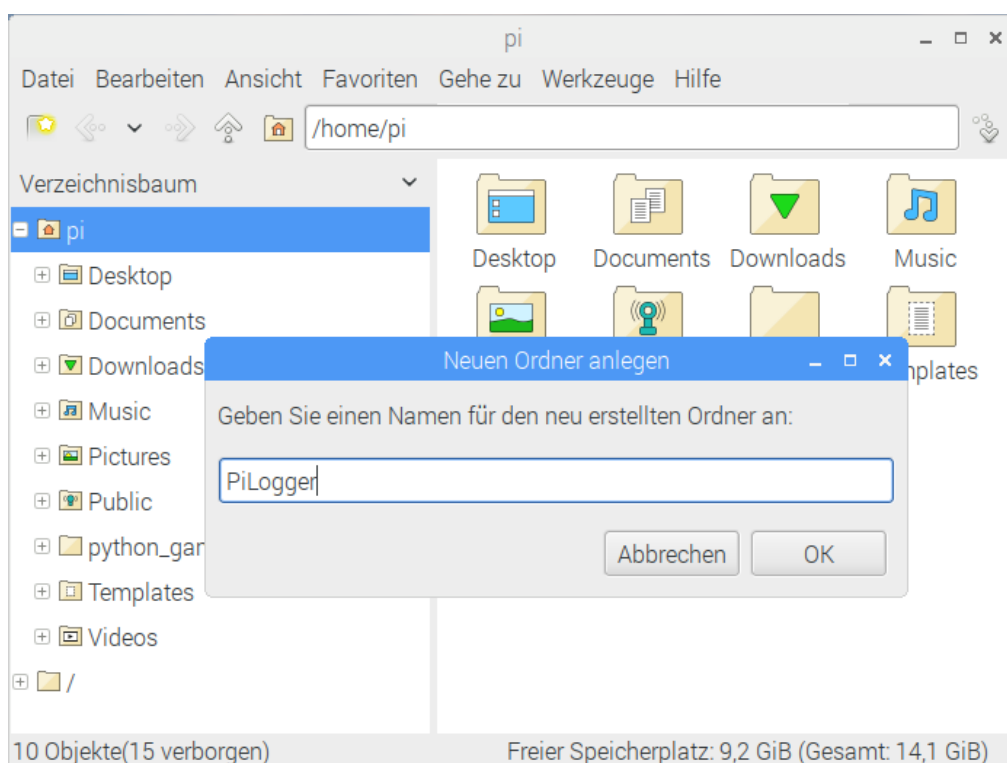 pi
Datei Bearbeiten Ansicht Favoriten Gehe zu Werkzeuge Hilfe
/home/pi
Verzeichnisbaum
pi
Desktop
Documents
Downloads
Music
Pictures
Public
Templates
Videos
/
Desktop Documents Downloads Music
Neuen Ordner anlegen
Geben Sie einen Namen für den neu erstellten Ordner an:
PiLogger
Abbrechen OK
10 Objekte(15 verborgen) Freier Speicherplatz: 9,2 GiB (Gesamt: 14,1 GiB)